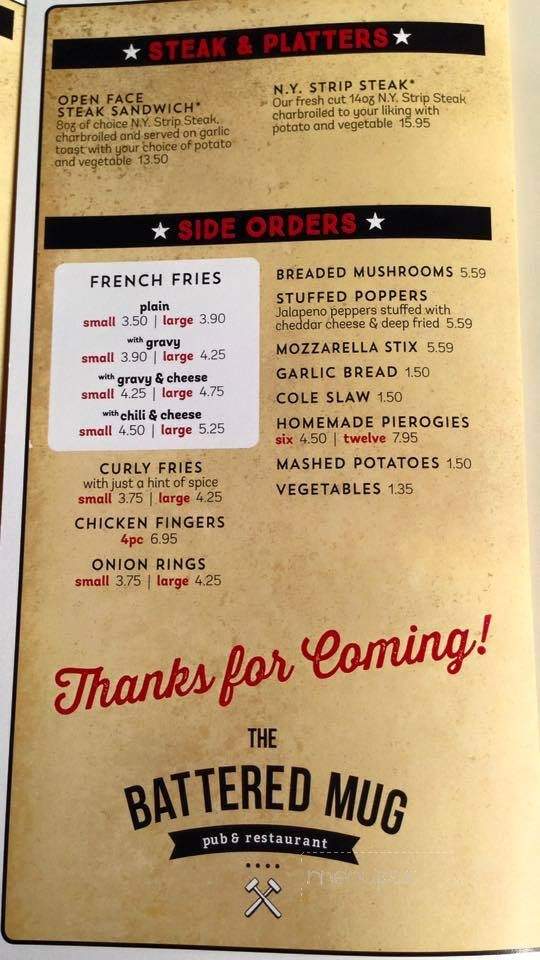 STEAK & PLATTERS
OPEN FACE
STEAK SANDWICH*
8oz of choice N.Y. Strip Steak,
charbroiled and served on garlic
toast with your choice of potato
and vegetable 13.50
N.Y. STRIP STEAK*
Our fresh cut 14oz N.Y. Strip Steak
charbroiled to your liking with
potato and vegetable 15.95
SIDE ORDERS
FRENCH FRIES
plain
small 3.50 | large 3.90
with gravy
small 3.90 | large 4.25
with gravy & cheese
small 4.25 | large 4.75
with chili & cheese
small 4.50 | large 5.25
CURLY FRIES
with just a hint of spice
small 3.75 | large 4.25
CHICKEN FINGERS
4pc 6.95
ONION RINGS
small 3.75 | large 4.25
BREADED MUSHROOMS 5.59
STUFFED POPPERS
Jalapeno peppers stuffed with
cheddar cheese & deep fried 5.59
MOZZARELLA STIX 5.59
GARLIC BREAD 1.50
COLE SLAW 1.50
HOMEMADE PIEROGIES
six 4.50 | twelve 7.95
MASHED POTATOES 1.50
VEGETABLES 1.35
Thanks for Coming!
THE
BATTERED MUG
pub & restaurant